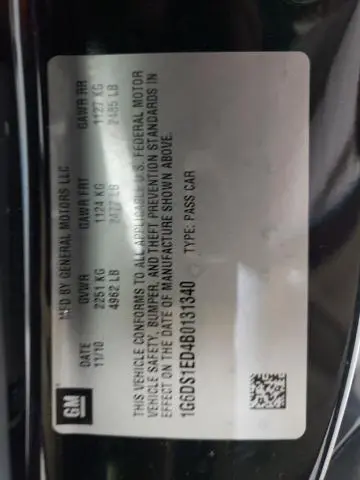 GM
MFD BY GENERAL MOTORS LLC
DATE GVWR GAWR FRT GAWR RR
11/10 2251 KG 1124 KG 1127 KG
4962 LB 2477 LB 2485 LB
THIS VEHICLE CONFORMS TO ALL APPLICABLE U.S. FEDERAL MOTOR
VEHICLE SAFETY, BUMPER, AND THEFT PREVENTION STANDARDS IN
EFFECT ON THE DATE OF MANUFACTURE SHOWN ABOVE.
1G6DS1ED4B0131340 TYPE: PASS CAR